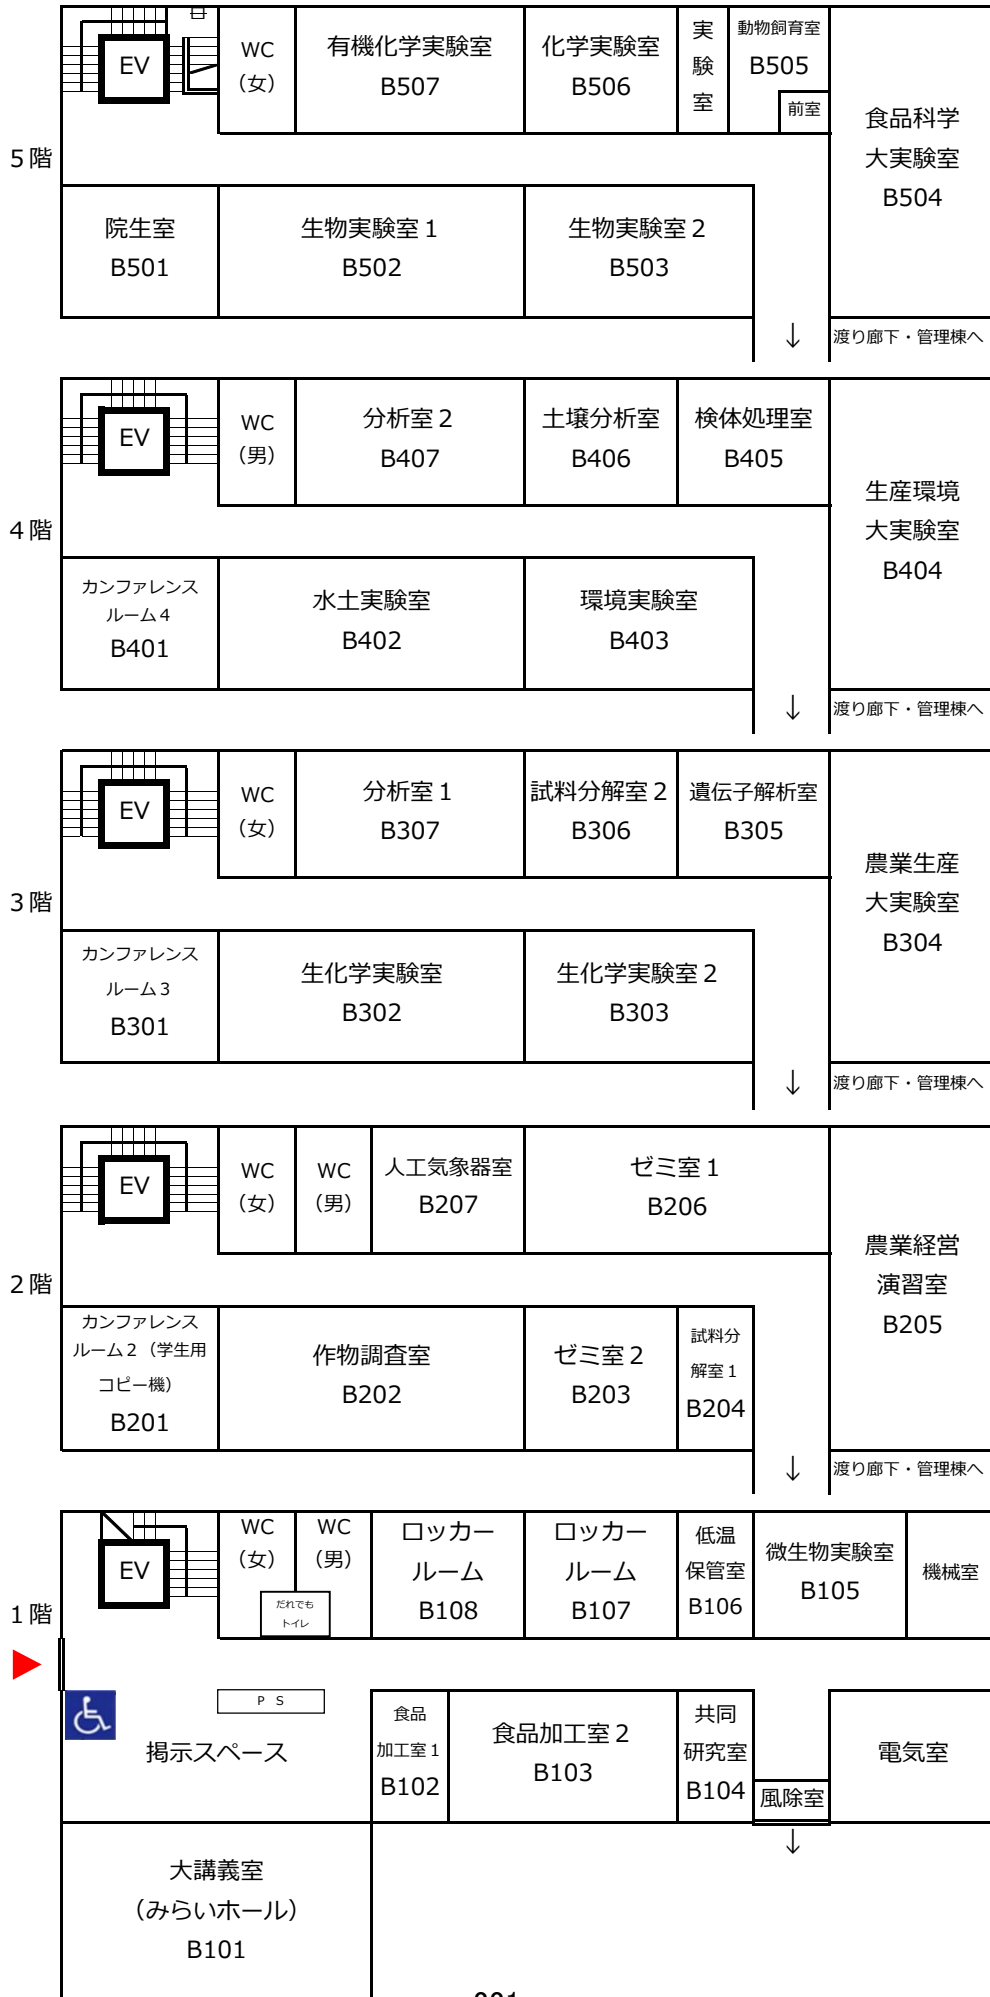 5階
EV
WC
（女）
有機化学実験室
B507
化学実験室
B506
実
験
室
動物飼育室
B505
前室
食品科学
大実験室
B504
院生室
B501
生物実験室１
B502
生物実験室２
B503
↓
渡り廊下・管理棟へ
4階
EV
WC
（男）
分析室２
B407
土壌分析室
B406
検体処理室
B405
生産環境
大実験室
B404
カンファレンス
ルーム４
B401
水土実験室
B402
環境実験室
B403
↓
渡り廊下・管理棟へ
3階
EV
WC
（女）
分析室１
B307
試料分解室２
B306
遺伝子解析室
B305
農業生産
大実験室
B304
カンファレンス
ルーム３
B301
生化学実験室
B302
生化学実験室２
B303
↓
渡り廊下・管理棟へ
2階
EV
WC
（女）
WC
（男）
人工気象器室
B207
ゼミ室１
B206
農業経営
演習室
B205
カンファレンス
ルーム２（学生用
コピー機）
B201
作物調査室
B202
ゼミ室２
B203
試料分
解室１
B204
↓
渡り廊下・管理棟へ
1階
EV
WC
（女）
WC
（男）
だれでも
トイレ
ロッカー
ルーム
B108
ロッカー
ルーム
B107
低温
保管室
B106
微生物実験室
B105
機械室
ＰＳ
掲示スペース
食品
加工室１
B102
食品加工室２
B103
共同
研究室
B104
風除室
↓
電気室
大講義室
（みらいホール）
B101